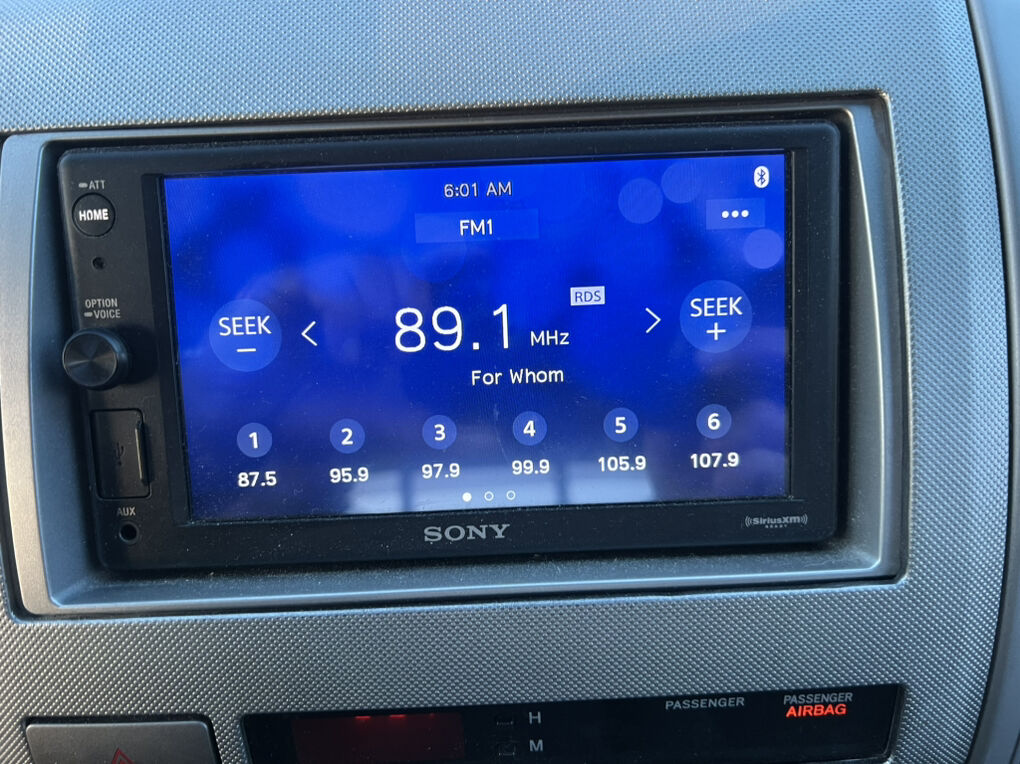 ATT
HOME
OPTION
VOICE
6:01 AM
FM1
•••
SEEK
–
<
89.1 MHz
RDS
>
SEEK
+
For Whom
1 2 3 4 5 6
87.5 95.9 97.9 99.9 105.9 107.9
AUX
SONY
((SiriusXM))
READY
PASSENGER
PASSENGER
AIRBAG
H
M